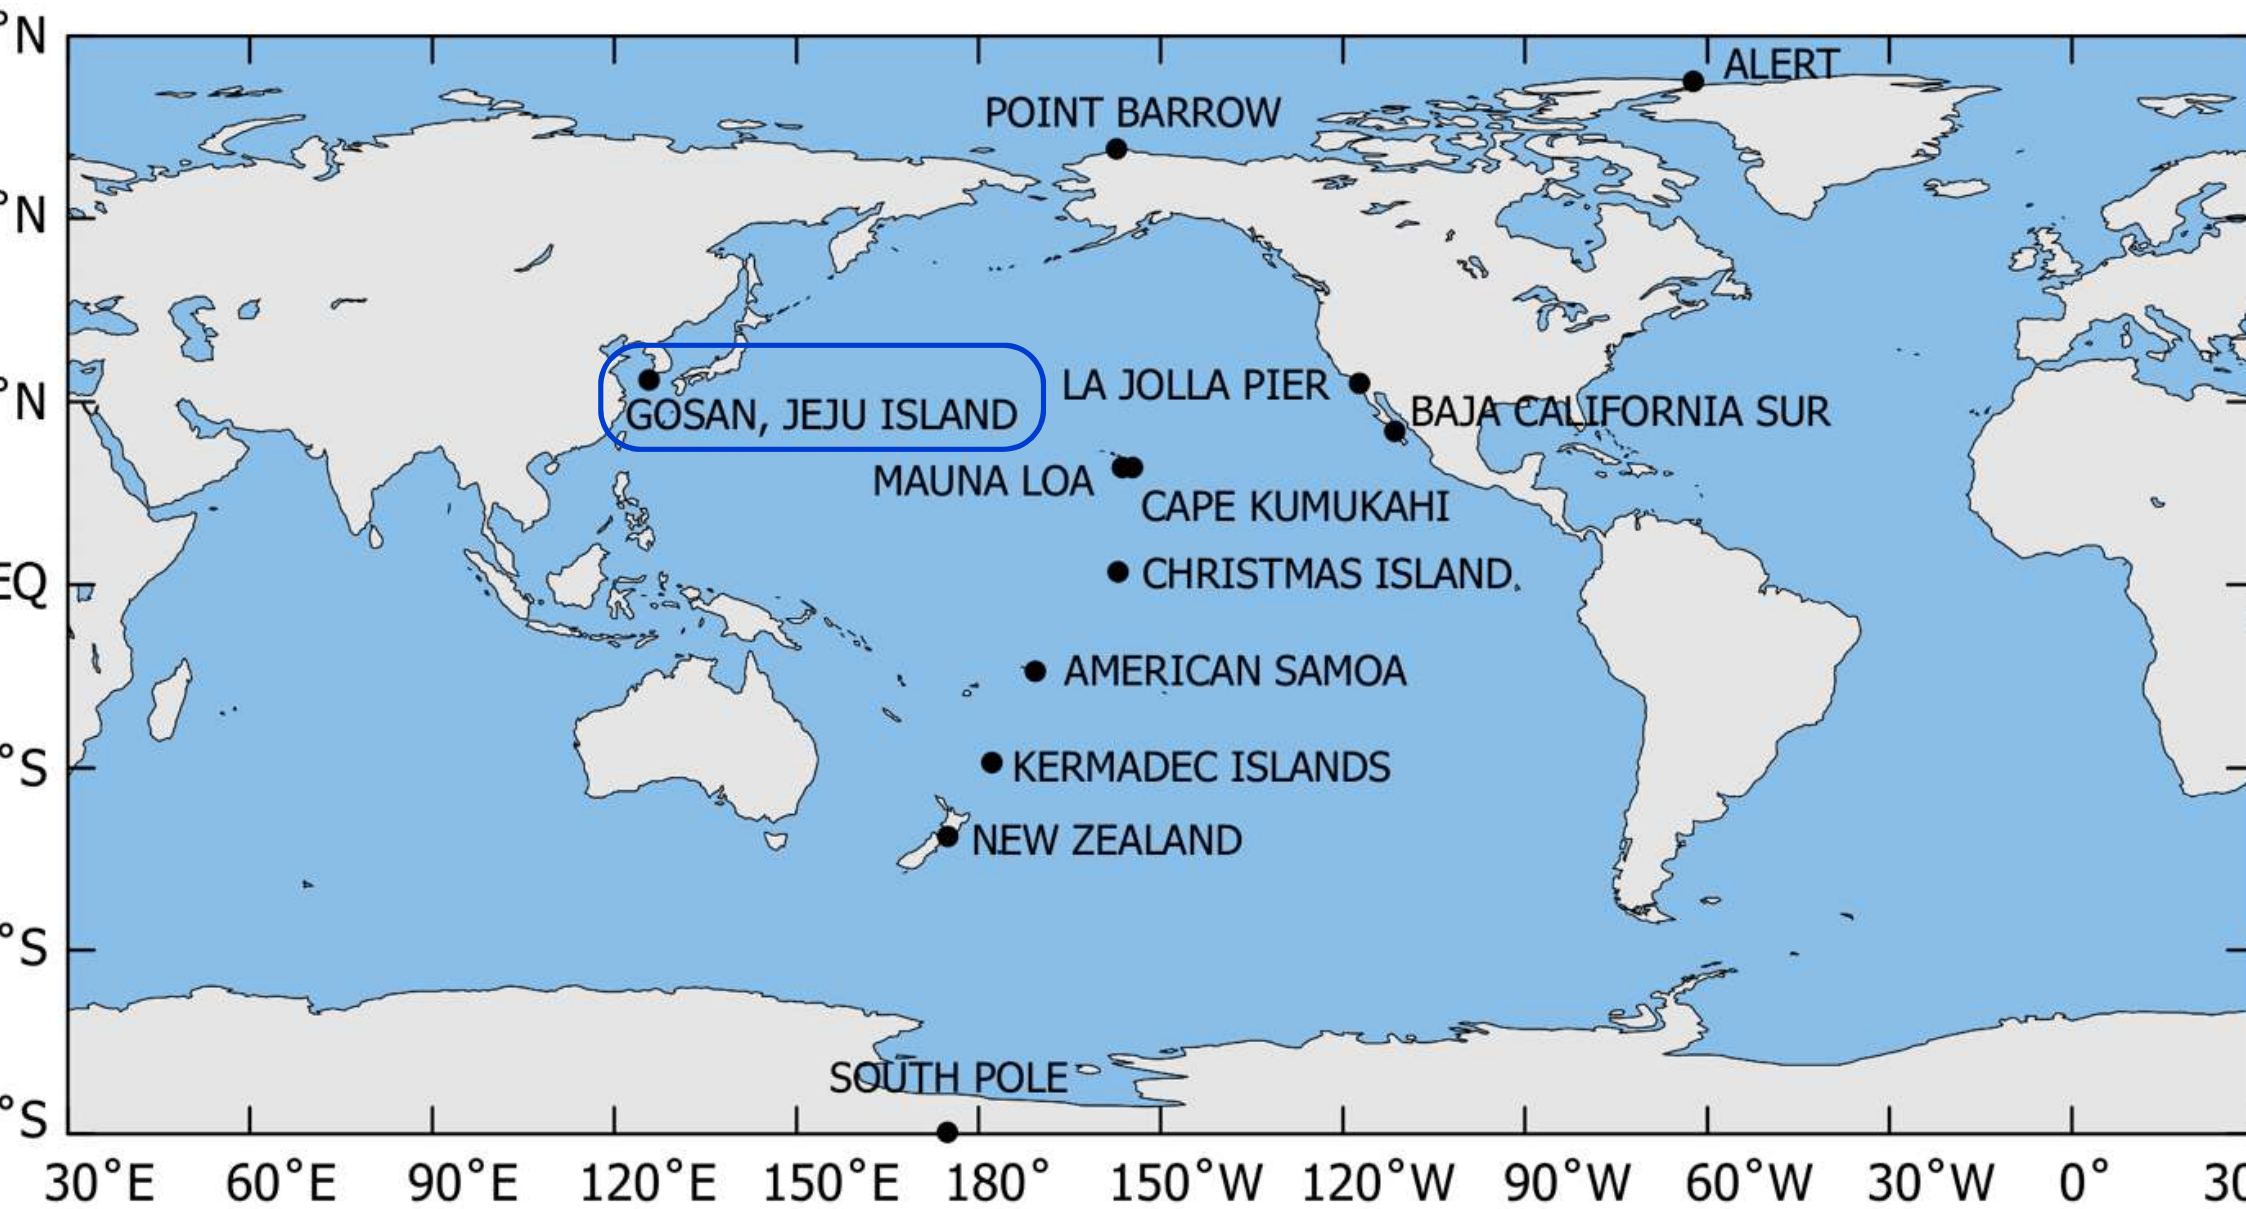 °N
ALERT
POINT BARROW
°N
°N
LA JOLLA PIER
GOSAN, JEJU ISLAND
BAJA CALIFORNIA SUR
MAUNA LOA
CAPE KUMUKAHI
EQ
CHRISTMAS ISLAND
AMERICAN SAMOA
°S
KERMADEC ISLANDS
NEW ZEALAND
°S
SOUTH POLE
°S
30°E 60°E 90°E 120°E 150°E 180° 150°W 120°W 90°W 60°W 30°W 0° 30